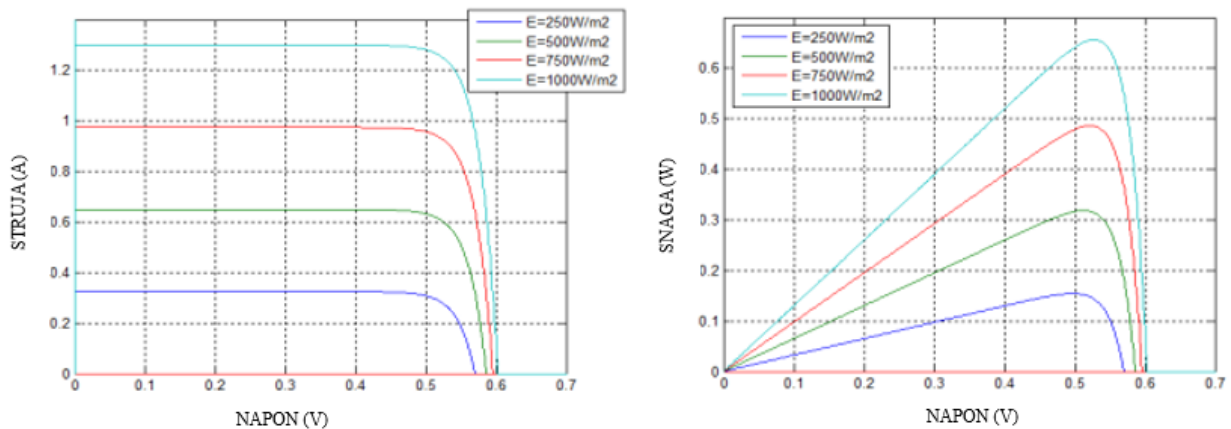 E=250W/m2
E=500W/m2
E=750W/m2
E=1000W/m2
STRUJA (A)
1.2
1
0.8
0.6
0.4
0.2
0
0 0.1 0.2 0.3 0.4 0.5 0.6 0.7
NAPON (V)
E=250W/m2
E=500W/m2
E=750W/m2
E=1000W/m2
SNAGA (W)
0.6
0.5
0.4
0.3
0.2
0.1
0
0 0.1 0.2 0.3 0.4 0.5 0.6 0.7
NAPON (V)